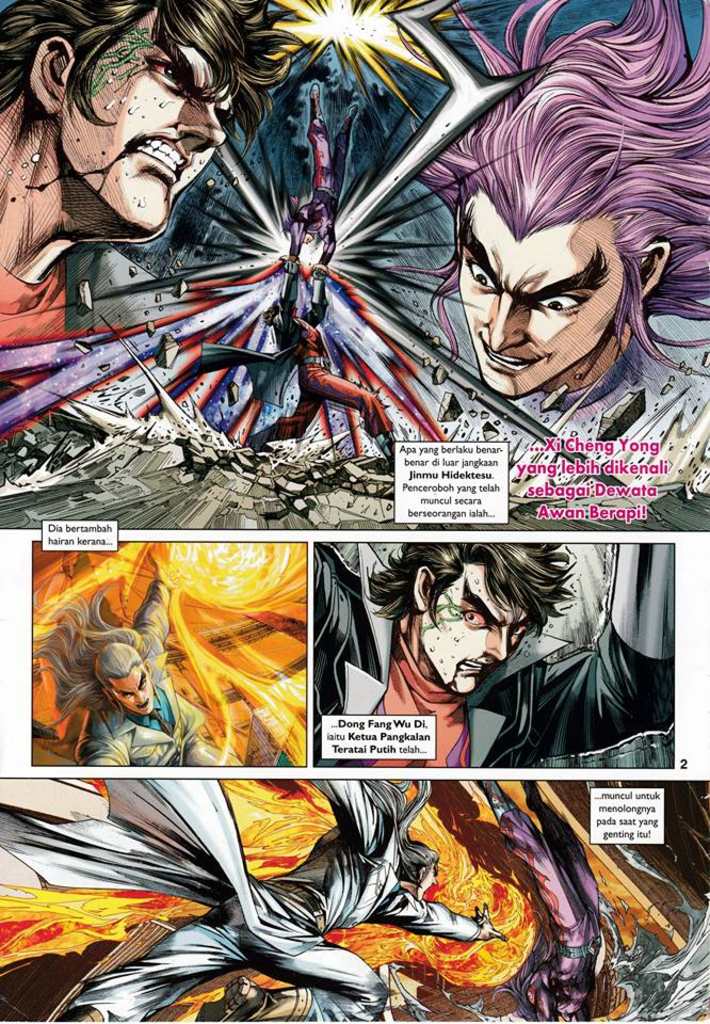 Apa yang berlaku benar-
benar di luar jangkaan
Jinmu Hidektesu.
Penceroboh yang telah
muncul secara
berseorangan ialah...
...Xi Cheng Yong
yang lebih dikenali
sebagai Dewata
Awan Berapi!
Dia bertambah
hairan kerana...
...Dong Fang Wu Di,
iaitu Ketua Pangkalan
Teratai Putih telah...
2
...muncul untuk
menolongnya
pada saat yang
genting itu!